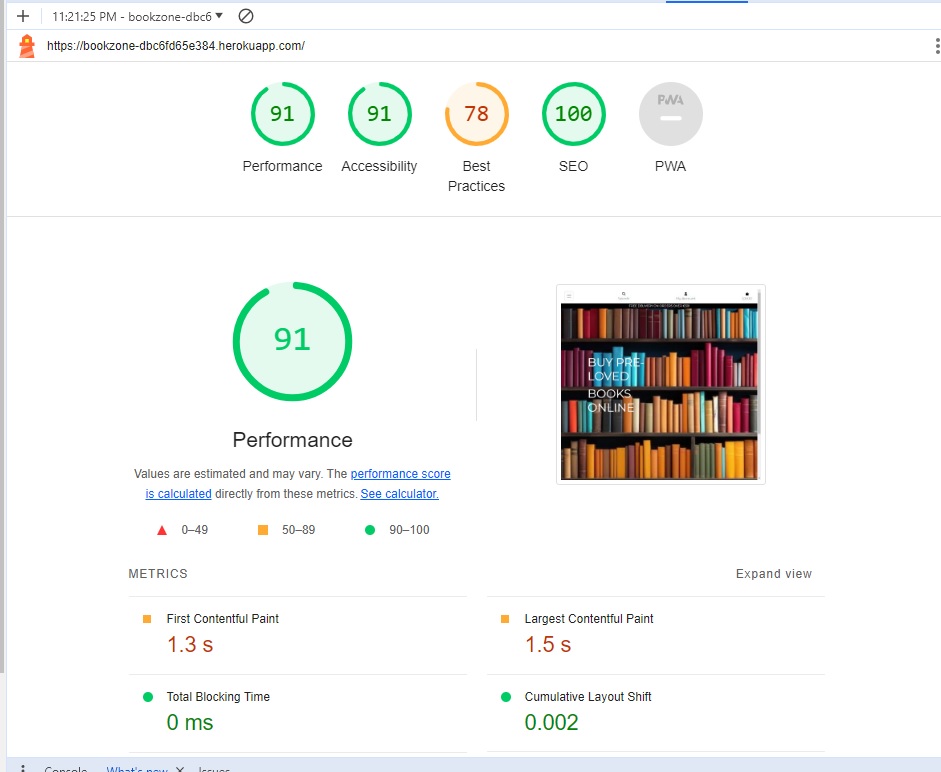 11:21:25 PM - bookzone-dbc6
https://bookzone-dbc6fd65e384.herokuapp.com/
91
91
78
100
PWA
Performance
Accessibility
Best
Practices
SEO
PWA
91
BUY PRE-
LOVED
BOOKS
ONLINE
Performance
Values are estimated and may vary. The performance score
is calculated directly from these metrics. See calculator.
0–49
50–89
90–100
METRICS
Expand view
First Contentful Paint
1.3 s
Largest Contentful Paint
1.5 s
Total Blocking Time
0 ms
Cumulative Layout Shift
0.002
Console
What's new
Issues